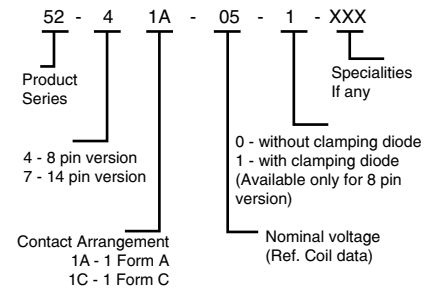 52 - 4 1A - 05 - 1 - XXX
Product
Series
Specialities
If any
4 - 8 pin version
7 - 14 pin version
0 - without clamping diode
1 - with clamping diode
(Available only for 8 pin
version)
Contact Arrangement
1A - 1 Form A
1C - 1 Form C
Nominal voltage
(Ref. Coil data)